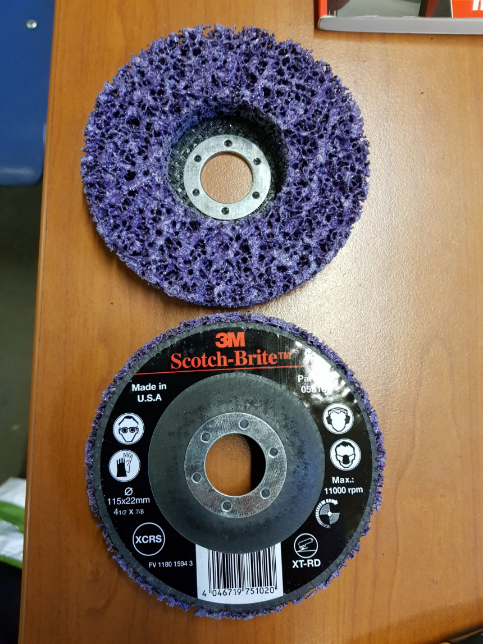 3M
Scotch-Brite™
Made in
U.S.A
Ø
115x22mm
4 1/2 X 7/8
Max.:
11000 rpm
XCRS
FV 1180 1594 3
XT-RD
4 046719 751020